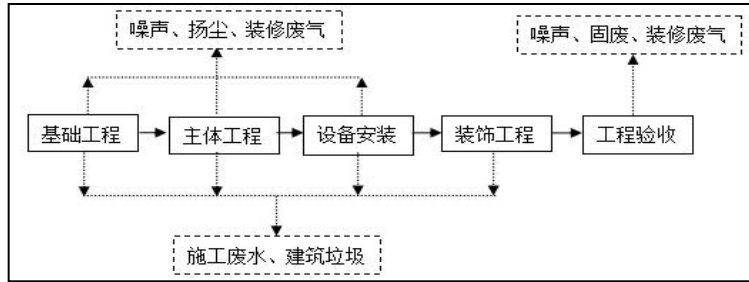 噪声、扬尘、装修废气
噪声、固废、装修废气
基础工程
主体工程
设备安装
装饰工程
工程验收
施工废水、建筑垃圾